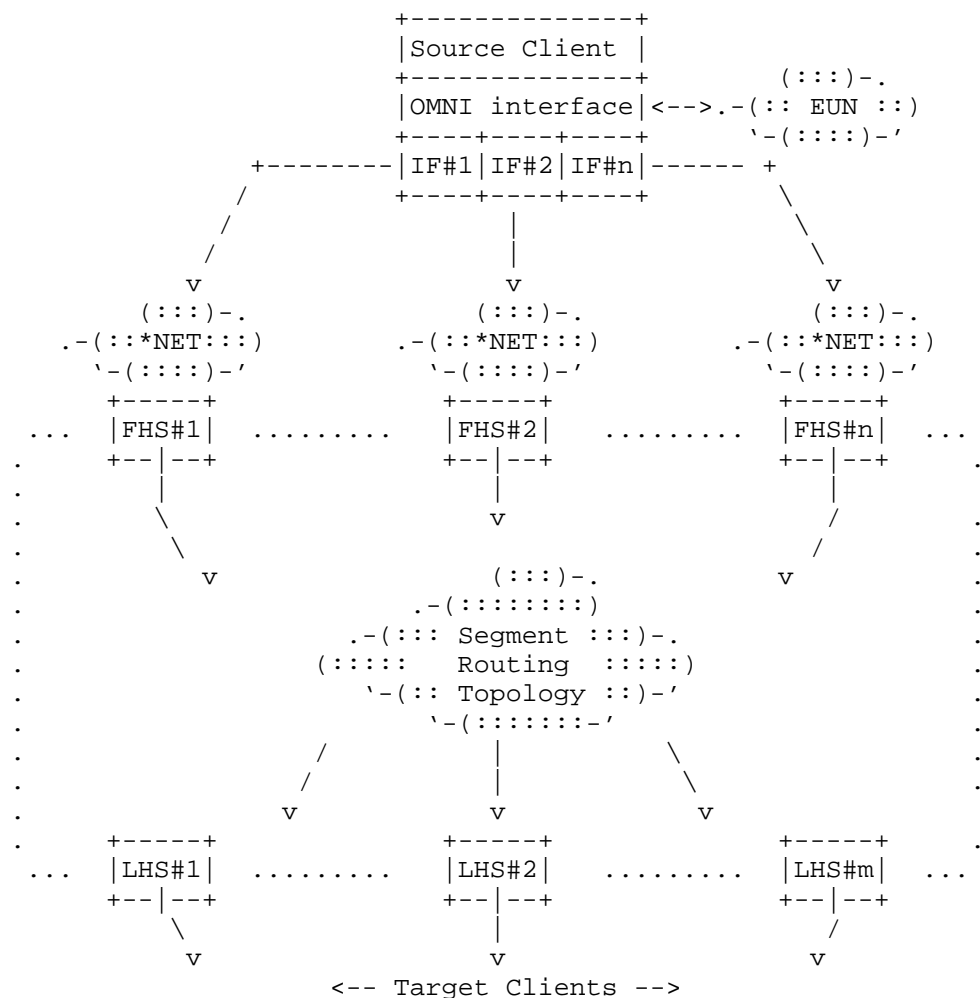 Source Client
OMNI interface <--> EUN
IF#1 IF#2 IF#n
*NET *NET *NET
... FHS#1 ......... FHS#2 ......... FHS#n ...
Segment
Routing
Topology
... LHS#1 ......... LHS#2 ......... LHS#m ...
<-- Target Clients -->